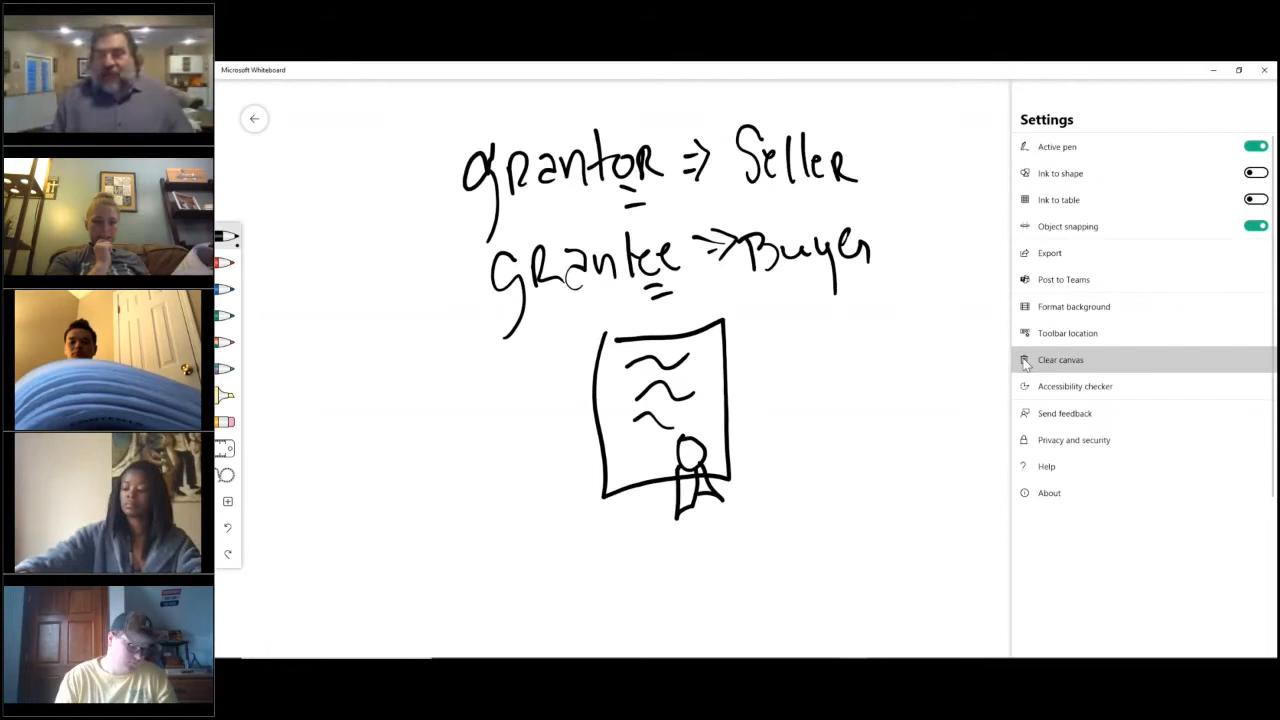 Microsoft Whiteboard
grantor => Seller
grantee => Buyer
Settings
Active pen
Ink to shape
Ink to table
Object snapping
Export
Post to Teams
Format background
Toolbar location
Clear canvas
Accessibility checker
Send feedback
Privacy and security
Help
About
CONTENTS